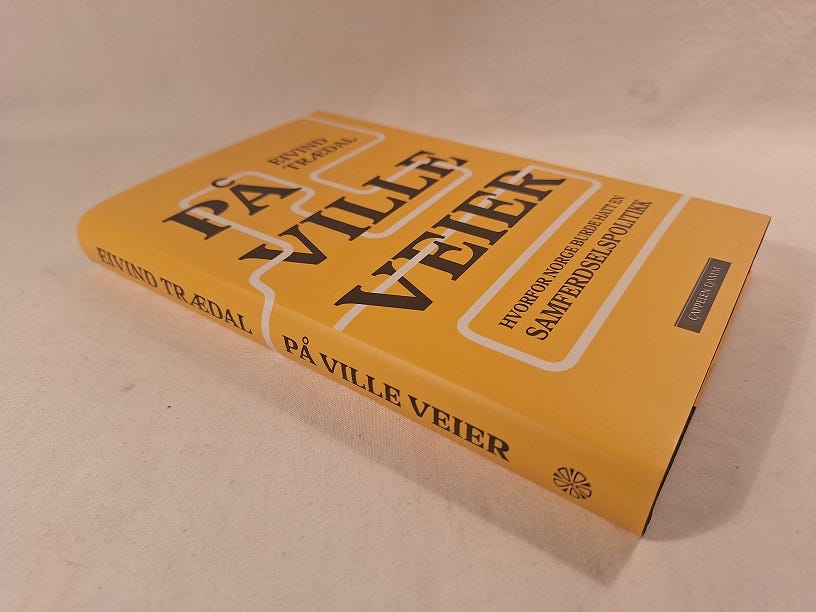 EIVIND
TRÆDAL
PÅ
VILLE
VEIER
HVORFOR NORGE BURDE HATT EN
SAMFERDSELSPOLITIKK
CAPPELEN DAMM
EIVIND TRÆDAL
PÅ VILLE VEIER